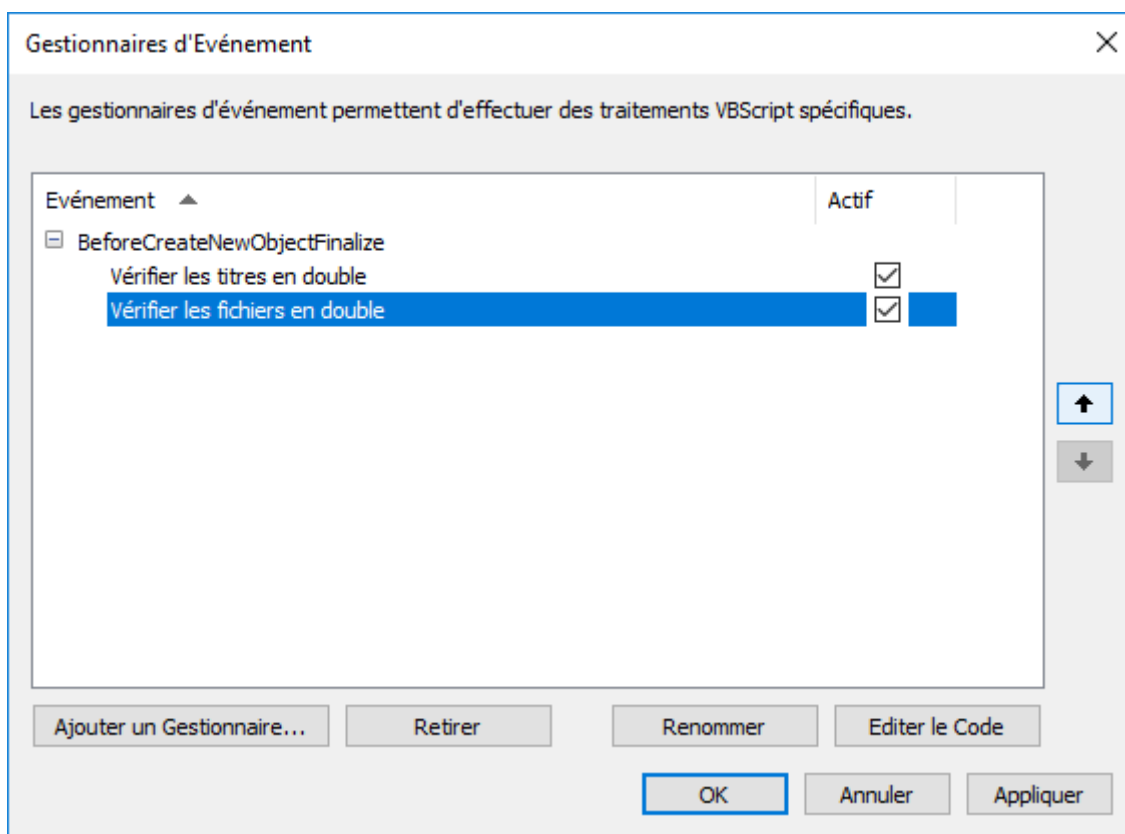 Gestionnaires d'Evénement
Les gestionnaires d'événement permettent d'effectuer des traitements VBScript spécifiques.
Evénement Actif
BeforeCreateNewObjectFinalize
Vérifier les titres en double
Vérifier les fichiers en double
Ajouter un Gestionnaire... Retirer Renommer Editer le Code
OK Annuler Appliquer